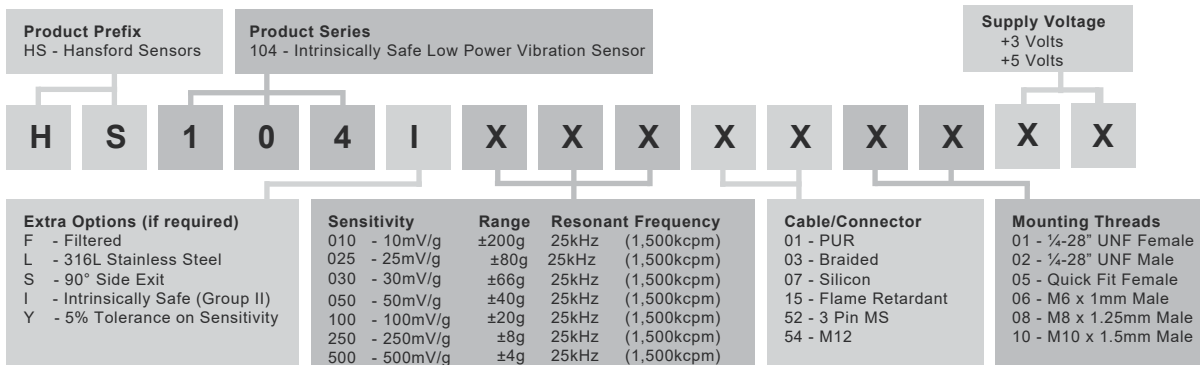 Product Prefix
HS - Hansford Sensors
Product Series
104 - Intrinsically Safe Low Power Vibration Sensor
Supply Voltage
+3 Volts
+5 Volts
H S 1 0 4 I X X X X X X X X X
Extra Options (if required)
F - Filtered
L - 316L Stainless Steel
S - 90° Side Exit
I - Intrinsically Safe (Group II)
Y - 5% Tolerance on Sensitivity
Sensitivity Range Resonant Frequency
010 - 10mV/g ±200g 25kHz (1,500kcpm)
025 - 25mV/g ±80g 25kHz (1,500kcpm)
030 - 30mV/g ±66g 25kHz (1,500kcpm)
050 - 50mV/g ±40g 25kHz (1,500kcpm)
100 - 100mV/g ±20g 25kHz (1,500kcpm)
250 - 250mV/g ±8g 25kHz (1,500kcpm)
500 - 500mV/g ±4g 25kHz (1,500kcpm)
Cable/Connector
01 - PUR
03 - Braided
07 - Silicon
15 - Flame Retardant
52 - 3 Pin MS
54 - M12
Mounting Threads
01 - ¼-28” UNF Female
02 - ¼-28” UNF Male
05 - Quick Fit Female
06 - M6 x 1mm Male
08 - M8 x 1.25mm Male
10 - M10 x 1.5mm Male